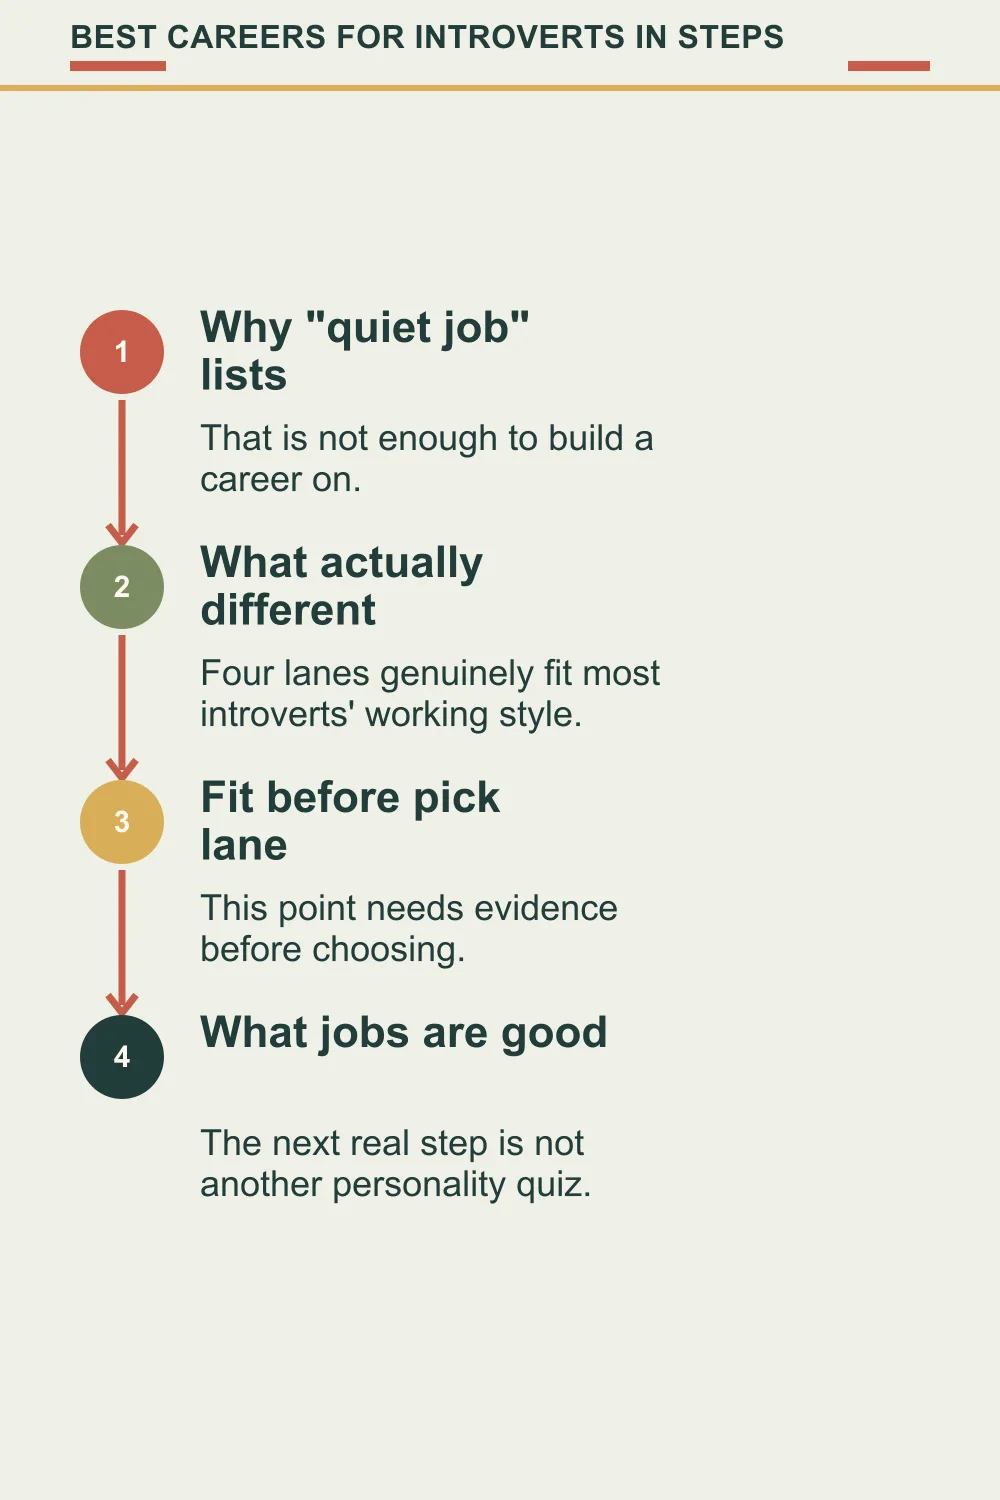 BEST CAREERS FOR INTROVERTS IN STEPS
1
Why "quiet job"
lists
That is not enough to build a
career on.
2
What actually
different
Four lanes genuinely fit most
introverts' working style.
3
Fit before pick
lane
This point needs evidence
before choosing.
4
What jobs are good
The next real step is not
another personality quiz.